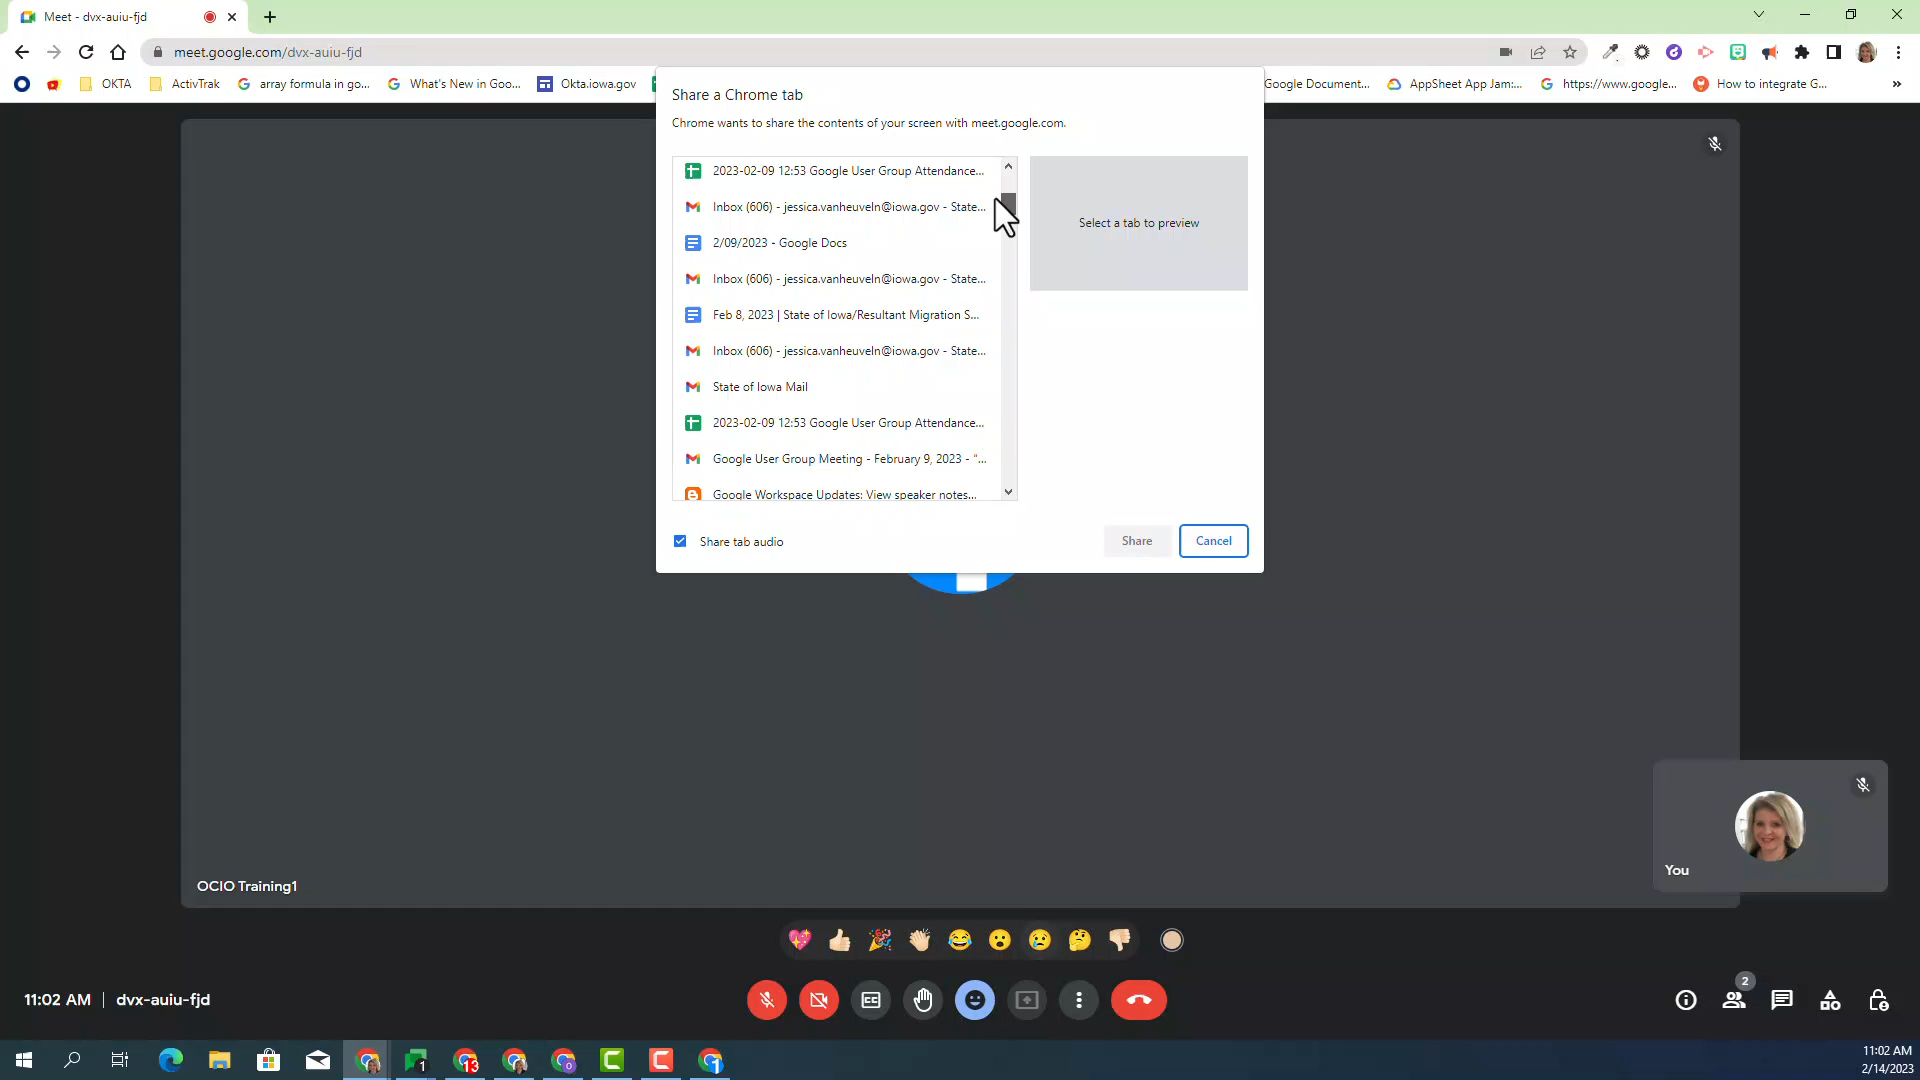 Meet - dvx-auiu-fjd
meet.google.com/dvx-auiu-fjd
OKTA
ActivTrak
array formula in go...
What's New in Goo...
Okta.iowa.gov
Google Document...
AppSheet App Jam:...
https://www.google...
How to integrate G...
Share a Chrome tab
Chrome wants to share the contents of your screen with meet.google.com.
2023-02-09 12:53 Google User Group Attendance...
Inbox (606) - jessica.vanheuveln@iowa.gov - State...
2/09/2023 - Google Docs
Inbox (606) - jessica.vanheuveln@iowa.gov - State...
Feb 8, 2023 | State of Iowa/Resultant Migration S...
Inbox (606) - jessica.vanheuveln@iowa.gov - State...
State of Iowa Mail
2023-02-09 12:53 Google User Group Attendance...
Google User Group Meeting - February 9, 2023 - "...
Google Workspace Updates: View speaker notes...
Select a tab to preview
Share tab audio
Share
Cancel
You
OCIO Training1
11:02 AM | dvx-auiu-fjd
2
1
13
11:02 AM
2/14/2023